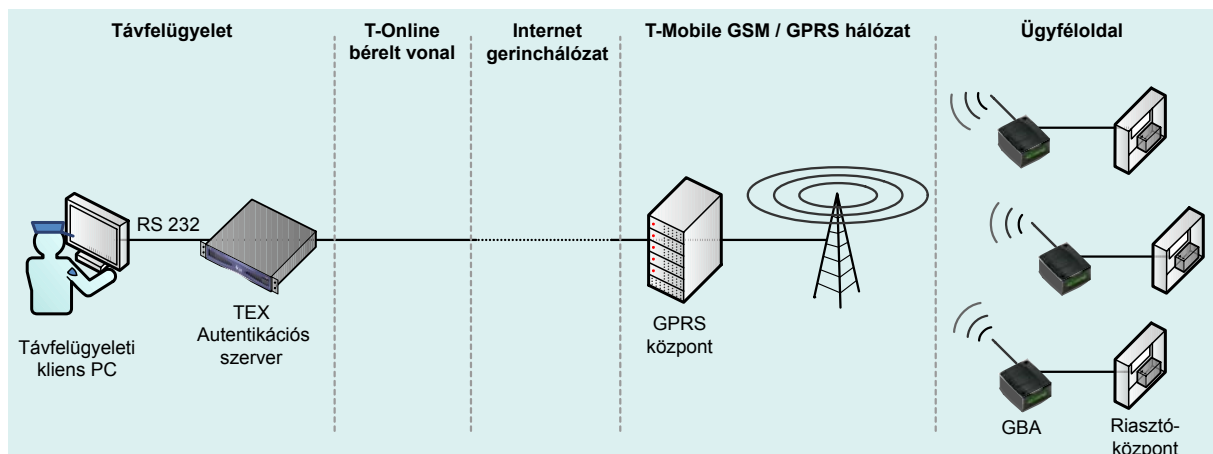 Távfelügyelet
T-Online
bérelt vonal
Internet
gerinchálózat
T-Mobile GSM / GPRS hálózat
Ügyféloldal
RS 232
TEX
Autentikációs
szerver
Távfelügyeleti
kliens PC
GPRS
központ
GBA
Riasztó-
központ